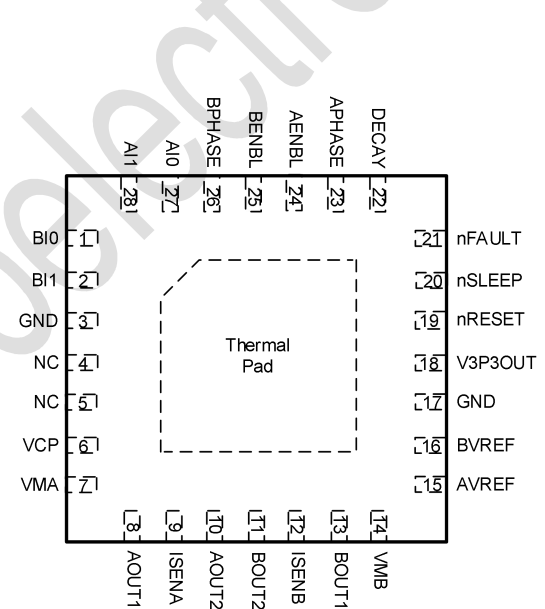 AI1
AI0
BPHASE
BENBL
AENBL
APHASE
DECAY
28
27
26
25
24
23
22
BI0 1
BI1 2
GND 3
NC 4
NC 5
VCP 6
VMA 7
21 nFAULT
20 nSLEEP
19 nRESET
18 V3P3OUT
17 GND
16 BVREF
15 AVREF
Thermal
Pad
8
9
10
11
12
13
14
AOUT1
ISENA
AOUT2
BOUT2
ISENB
BOUT1
VMB